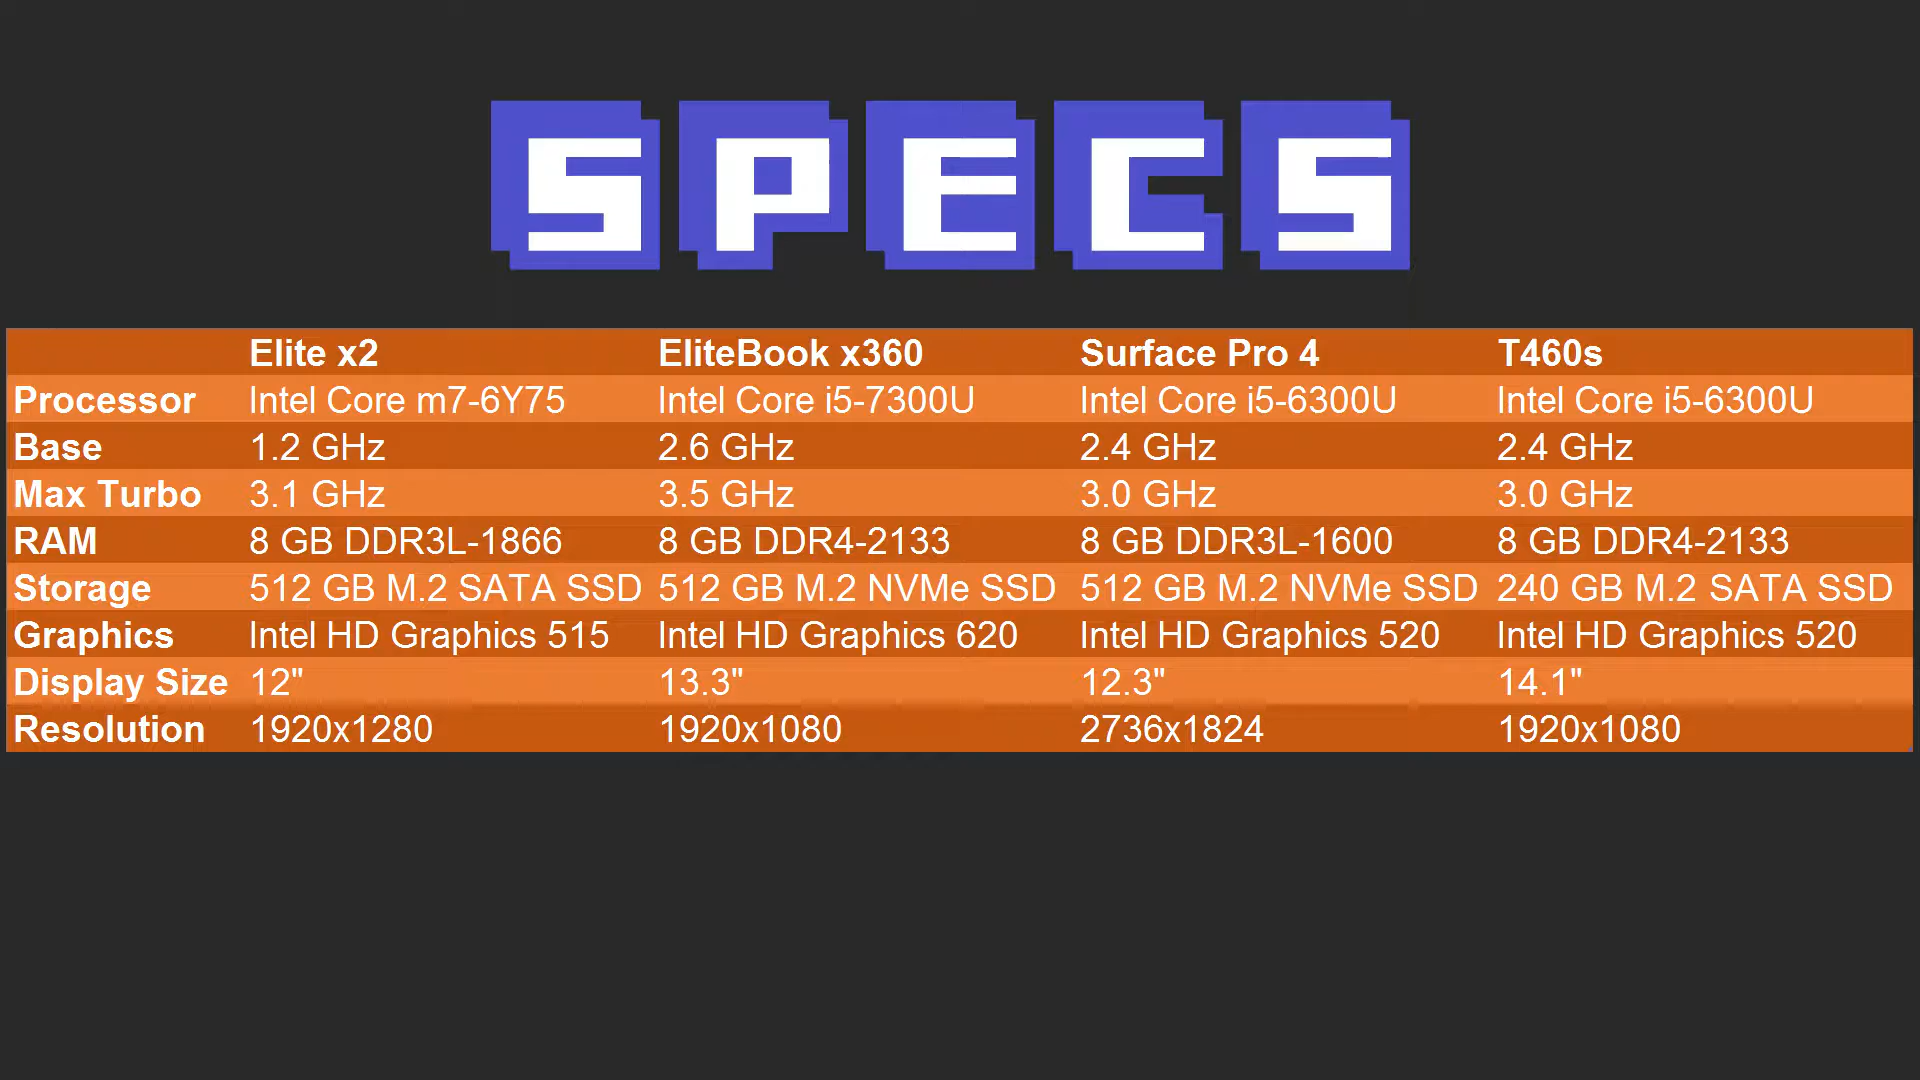 SPECS
Elite x2 EliteBook x360 Surface Pro 4 T460s
Processor Intel Core m7-6Y75 Intel Core i5-7300U Intel Core i5-6300U Intel Core i5-6300U
Base 1.2 GHz 2.6 GHz 2.4 GHz 2.4 GHz
Max Turbo 3.1 GHz 3.5 GHz 3.0 GHz 3.0 GHz
RAM 8 GB DDR3L-1866 8 GB DDR4-2133 8 GB DDR3L-1600 8 GB DDR4-2133
Storage 512 GB M.2 SATA SSD 512 GB M.2 NVMe SSD 512 GB M.2 NVMe SSD 240 GB M.2 SATA SSD
Graphics Intel HD Graphics 515 Intel HD Graphics 620 Intel HD Graphics 520 Intel HD Graphics 520
Display Size 12" 13.3" 12.3" 14.1"
Resolution 1920x1280 1920x1080 2736x1824 1920x1080